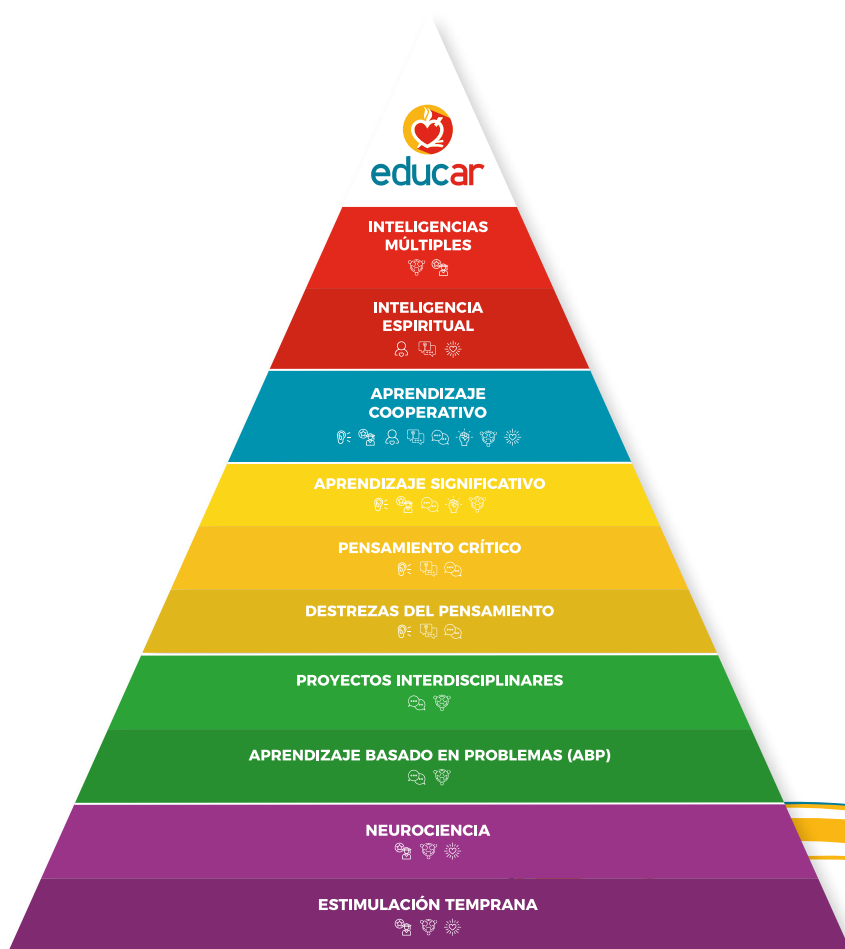 educar
INTELIGENCIAS
MÚLTIPLES
INTELIGENCIA
ESPIRITUAL
APRENDIZAJE
COOPERATIVO
APRENDIZAJE SIGNIFICATIVO
PENSAMIENTO CRÍTICO
DESTREZAS DEL PENSAMIENTO
PROYECTOS INTERDISCIPLINARES
APRENDIZAJE BASADO EN PROBLEMAS (ABP)
NEUROCIENCIA
ESTIMULACIÓN TEMPRANA